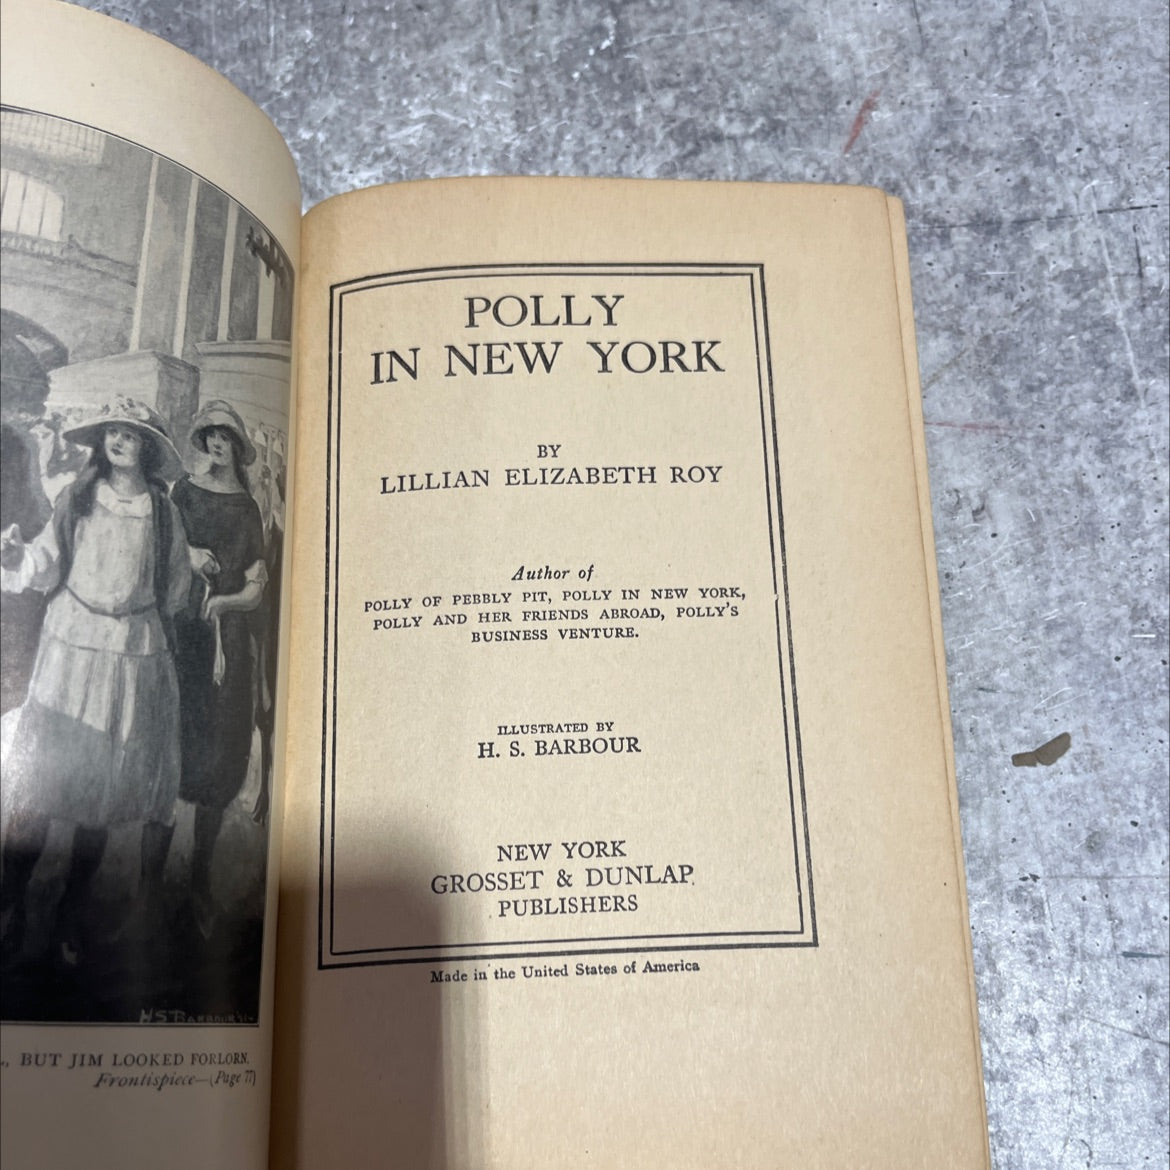 POLLY
IN NEW YORK
BY
LILLIAN ELIZABETH ROY
Author of
POLLY OF PEBBLY PIT, POLLY IN NEW YORK,
POLLY AND HER FRIENDS ABROAD, POLLY'S
BUSINESS VENTURE.
ILLUSTRATED BY
H. S. BARBOUR
NEW YORK
GROSSET & DUNLAP
PUBLISHERS
Made in the United States of America
H S BARBOUR
BUT JIM LOOKED FORLORN.
Frontispiece—(Page 77)